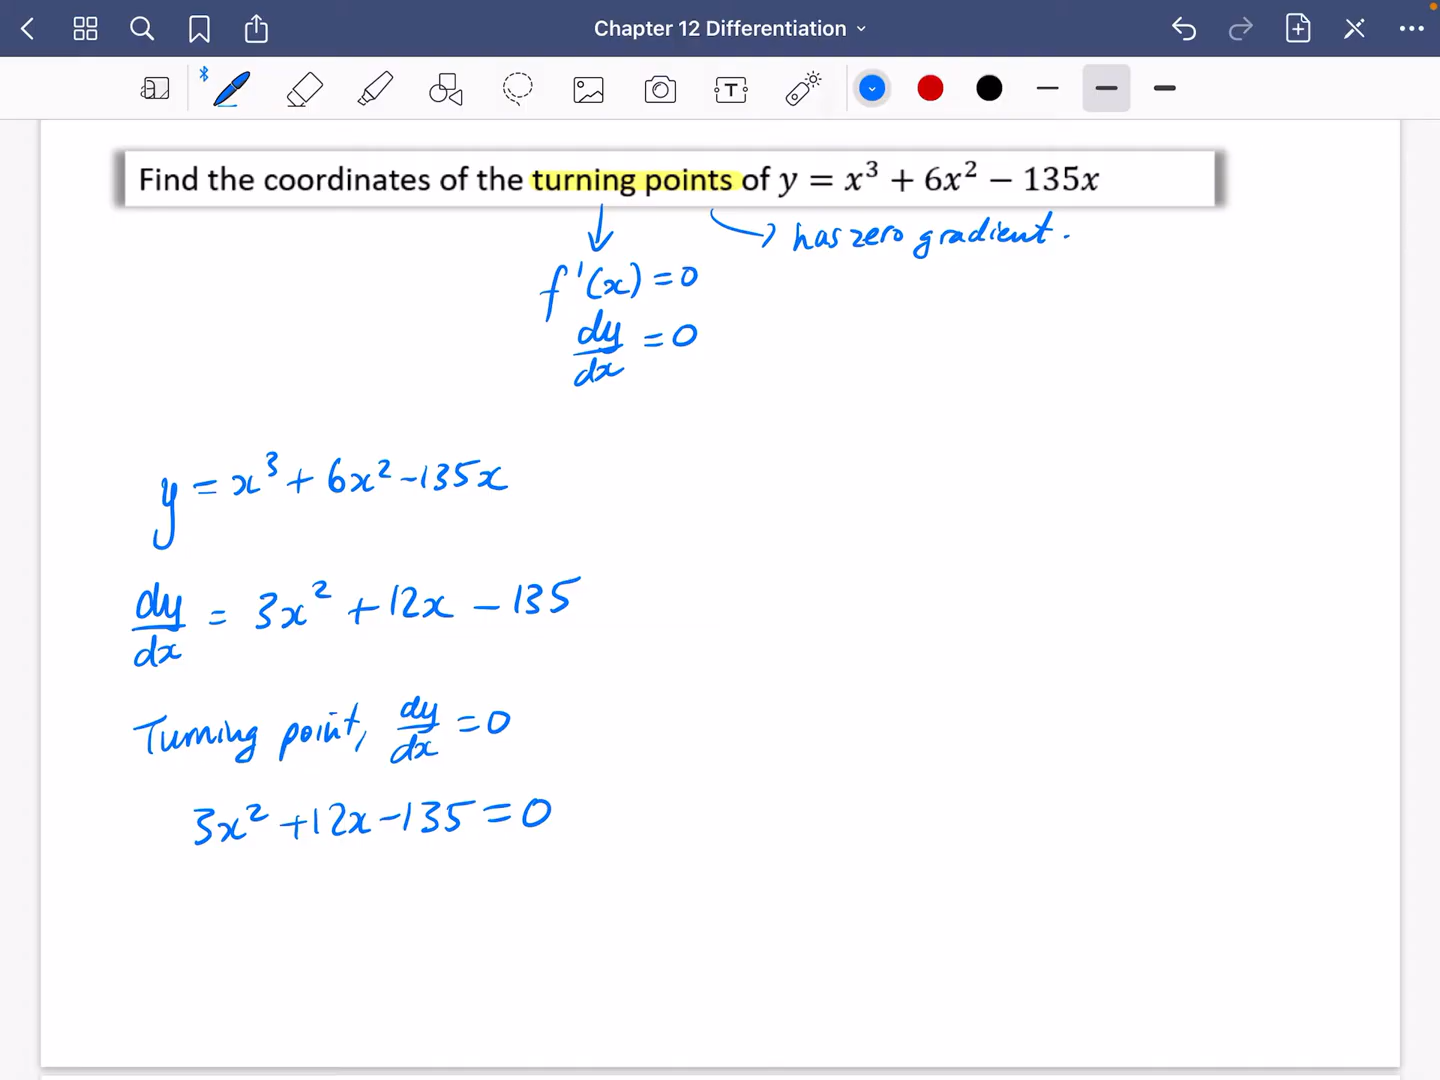 Chapter 12 Differentiation
Find the coordinates of the turning points of y = x³ + 6x² − 135x
has zero gradient.
f'(x) = 0
dy/dx = 0
y = x³ + 6x² − 135x
dy/dx = 3x² + 12x − 135
Turning point, dy/dx = 0
3x² + 12x − 135 = 0